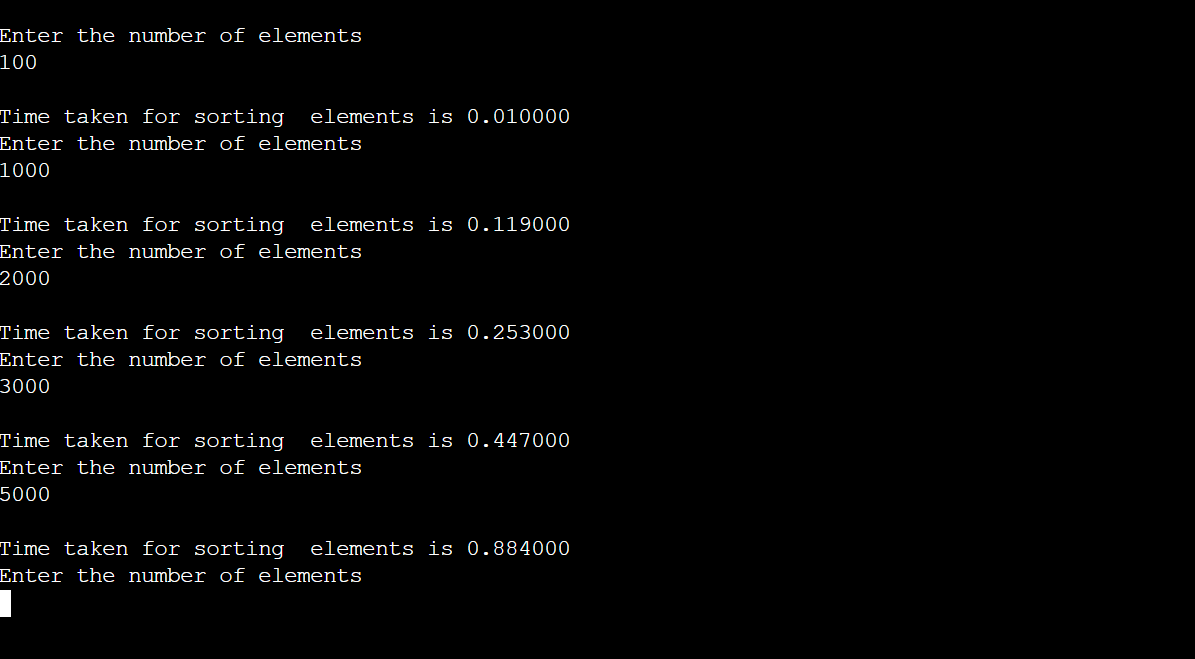 Enter the number of elements
100
Time taken for sorting  elements is 0.010000
Enter the number of elements
1000
Time taken for sorting  elements is 0.119000
Enter the number of elements
2000
Time taken for sorting  elements is 0.253000
Enter the number of elements
3000
Time taken for sorting  elements is 0.447000
Enter the number of elements
5000
Time taken for sorting  elements is 0.884000
Enter the number of elements